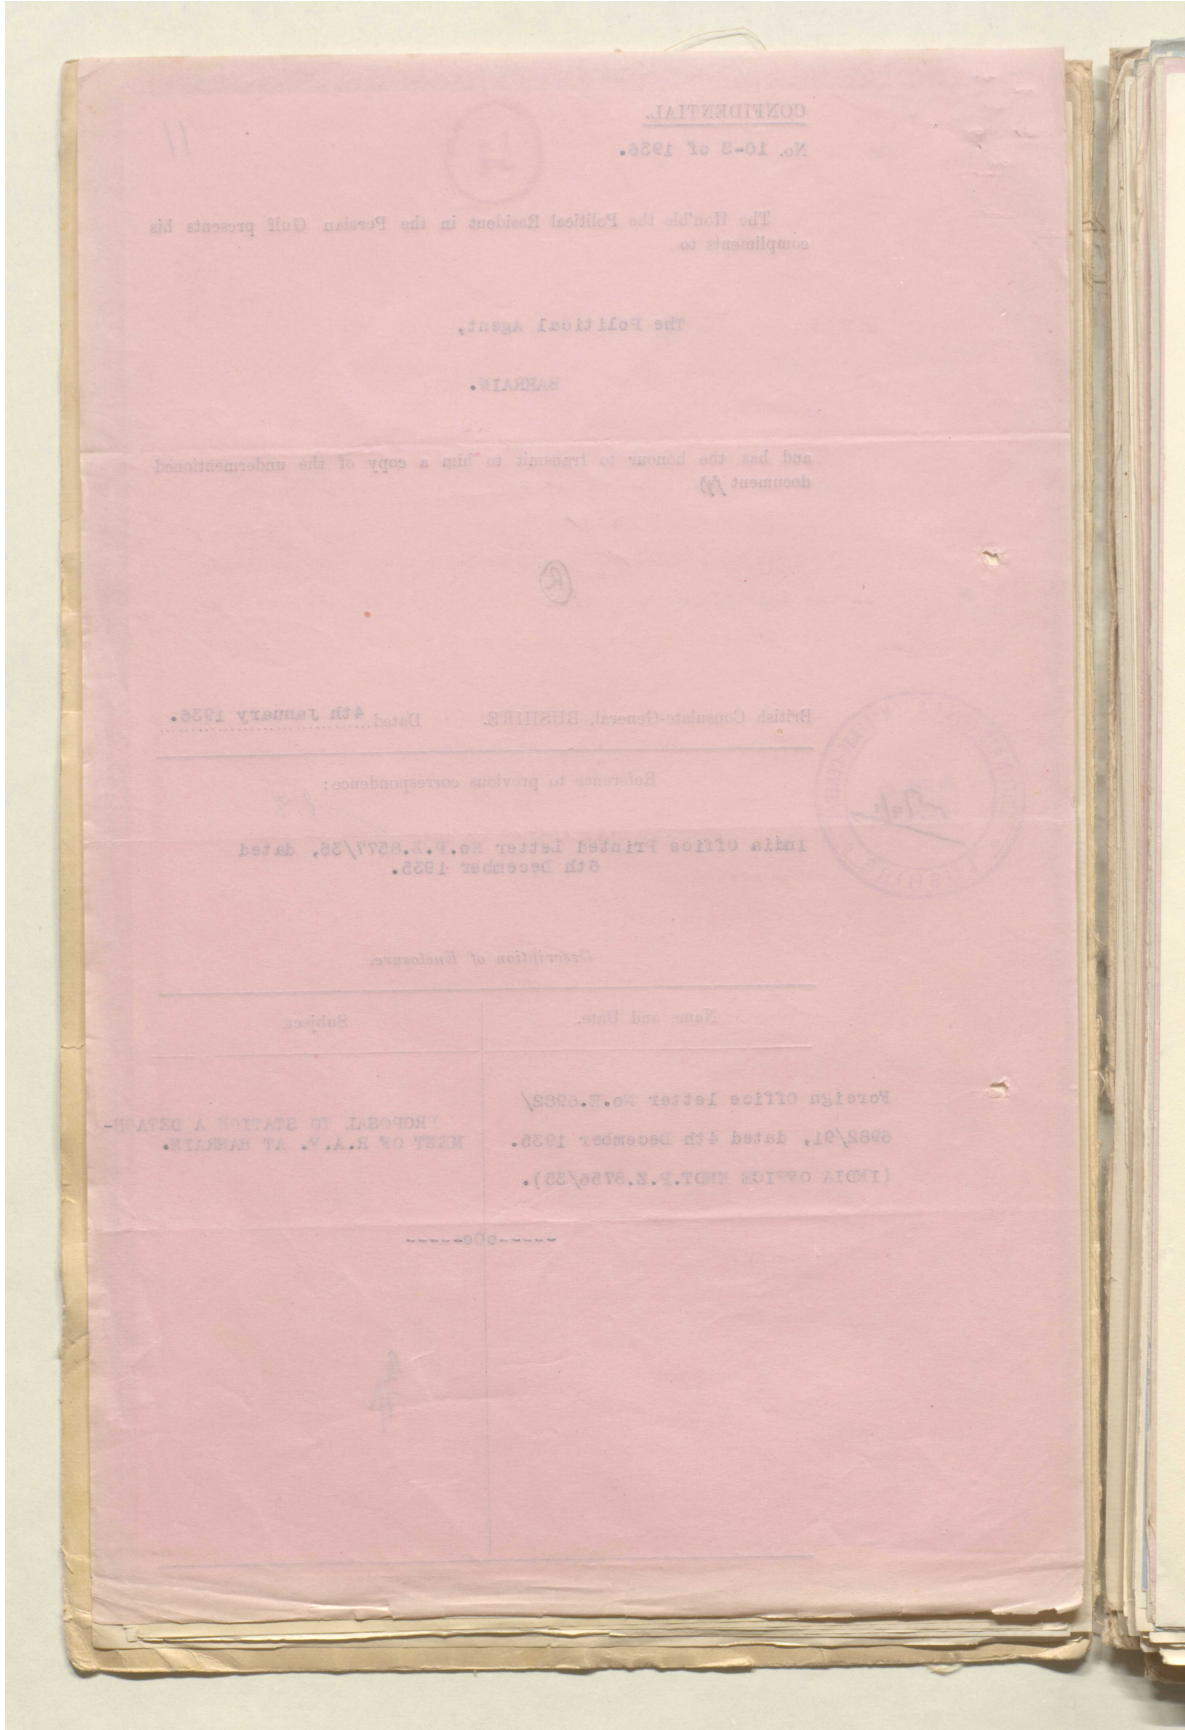 CONFIDENTIAL.
11
No. 10-S of 1936.
The Hon'ble the Political Resident in the Persian Gulf presents his
compliments to
The Political Agent,
BAHRAIN.
and has the honour to transmit to him a copy of the undermentioned
document
British Consulate-General, BUSHIRE.
Dated 4th January 1936.
Reference to previous correspondence:
India Office Printed Letter No.P.Z.8577/35, dated
6th December 1935.
Description of Enclosure.
Name and Date.
Subject.
Foreign Office letter No.E.6982/
6982/91, dated 4th December 1935.
(INDIA OFFICE ENDT.P.Z.8756/35).
PROPOSAL TO STATION A DETACH-
MENT OF R.A.F. AT BAHRAIN.
-----oOo-----